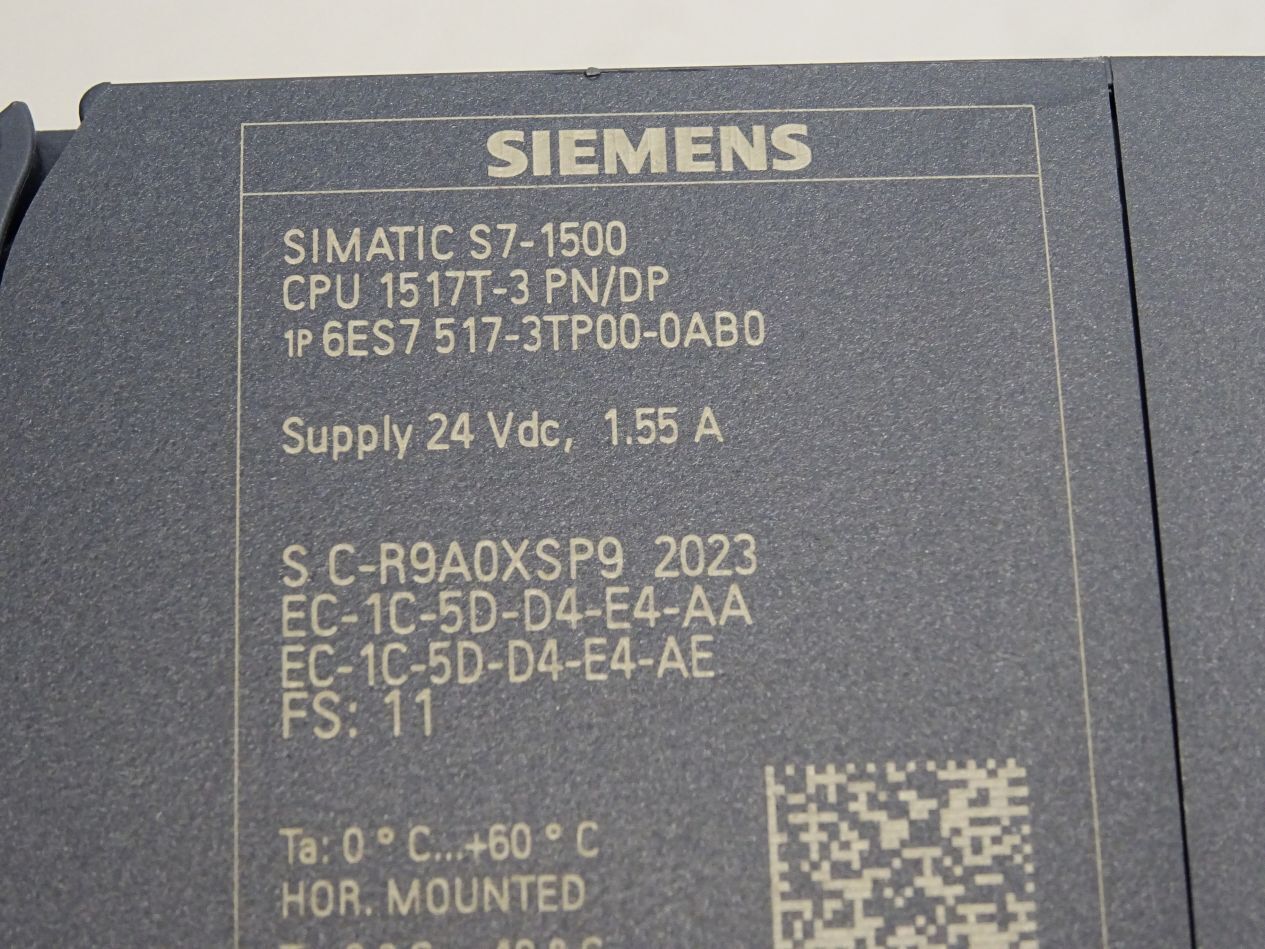 SIEMENS
SIMATIC S7-1500
CPU 1517T-3 PN/DP
1P 6ES7 517-3TP00-0AB0
Supply 24 Vdc, 1.55 A
S C-R9A0XSP9 2023
EC-1C-5D-D4-E4-AA
EC-1C-5D-D4-E4-AE
FS: 11
Ta: 0 ° C...+60 ° C
HOR. MOUNTED